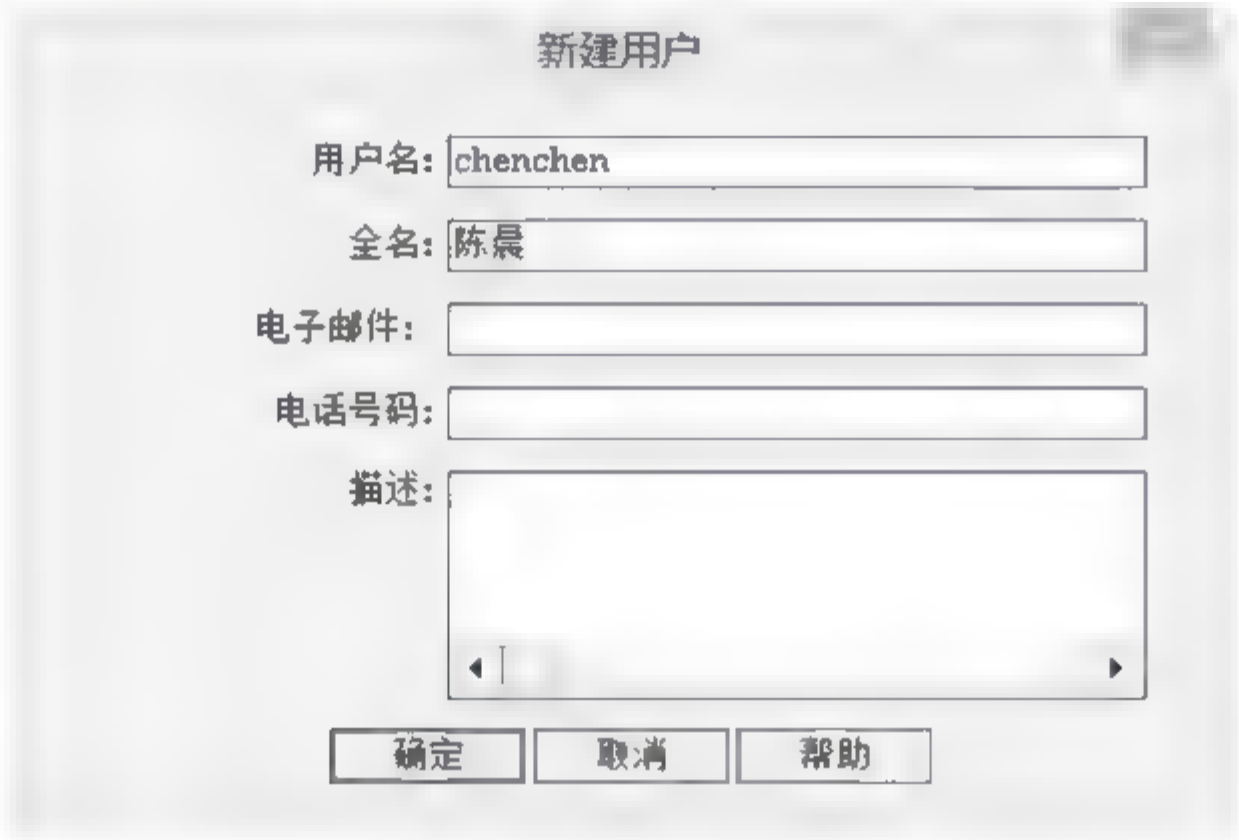 新建用户
用户名: chenchen
全名: 陈晨
电子邮件:
电话号码:
描述:
确定 取消 帮助